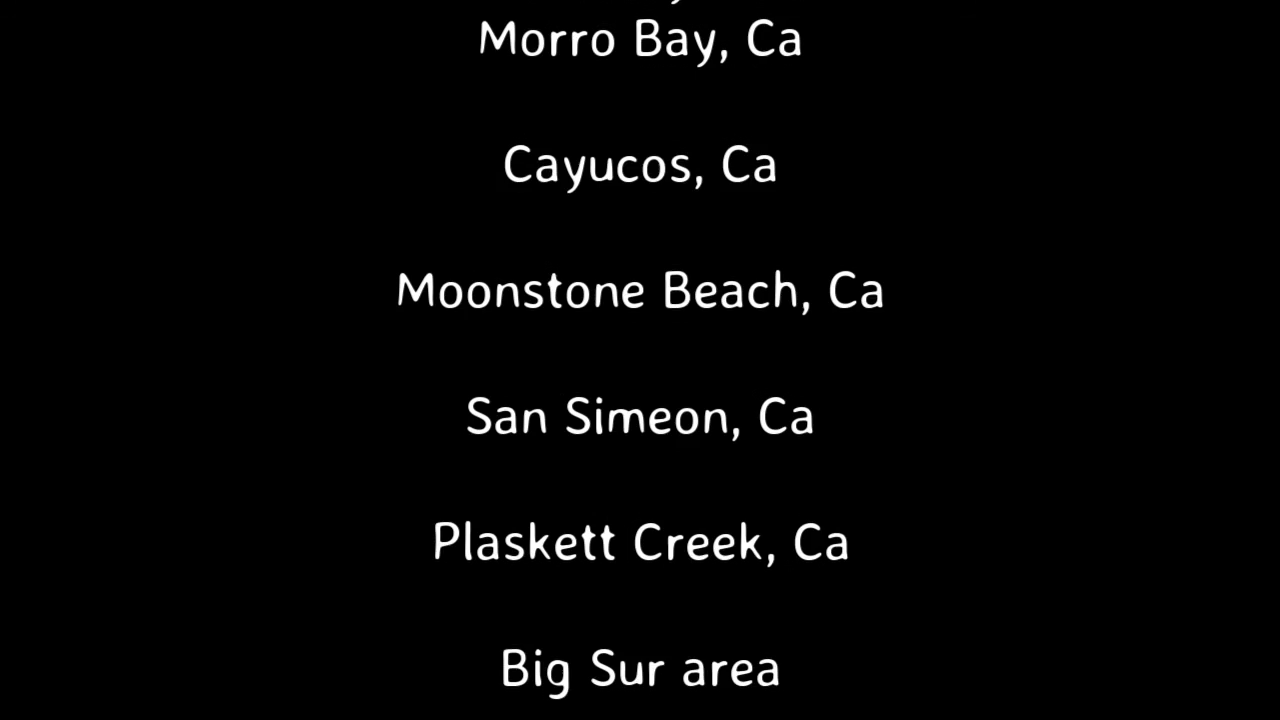 Morro Bay, Ca
Cayucos, Ca
Moonstone Beach, Ca
San Simeon, Ca
Plaskett Creek, Ca
Big Sur area